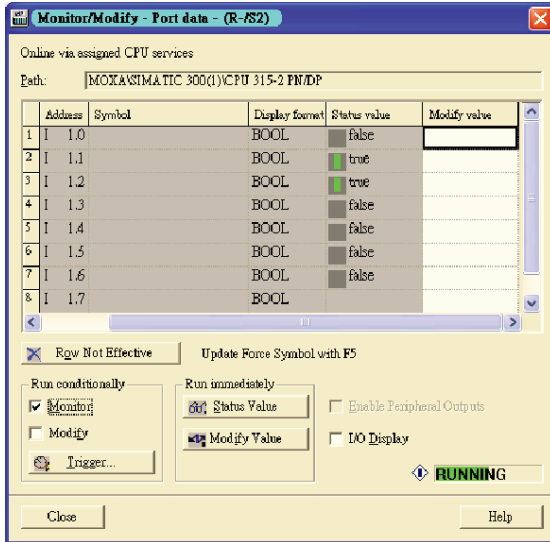 Monitor/Modify - Port data - (R-/S2)
Online via assigned CPU services
Path: MOXA\SIMATIC 300(1)\CPU 315-2 PN/DP
Address Symbol Display format Status value Modify value
1 I 1.0 BOOL false
2 I 1.1 BOOL true
3 I 1.2 BOOL true
4 I 1.3 BOOL false
5 I 1.4 BOOL false
6 I 1.5 BOOL false
7 I 1.6 BOOL false
8 I 1.7 BOOL
Row Not Effective Update Force Symbol with F5
Run conditionally Run immediately
Monitor Status Value Enable Peripheral Outputs
Modify Modify Value I/O Display
Trigger...
RUNNING
Close Help